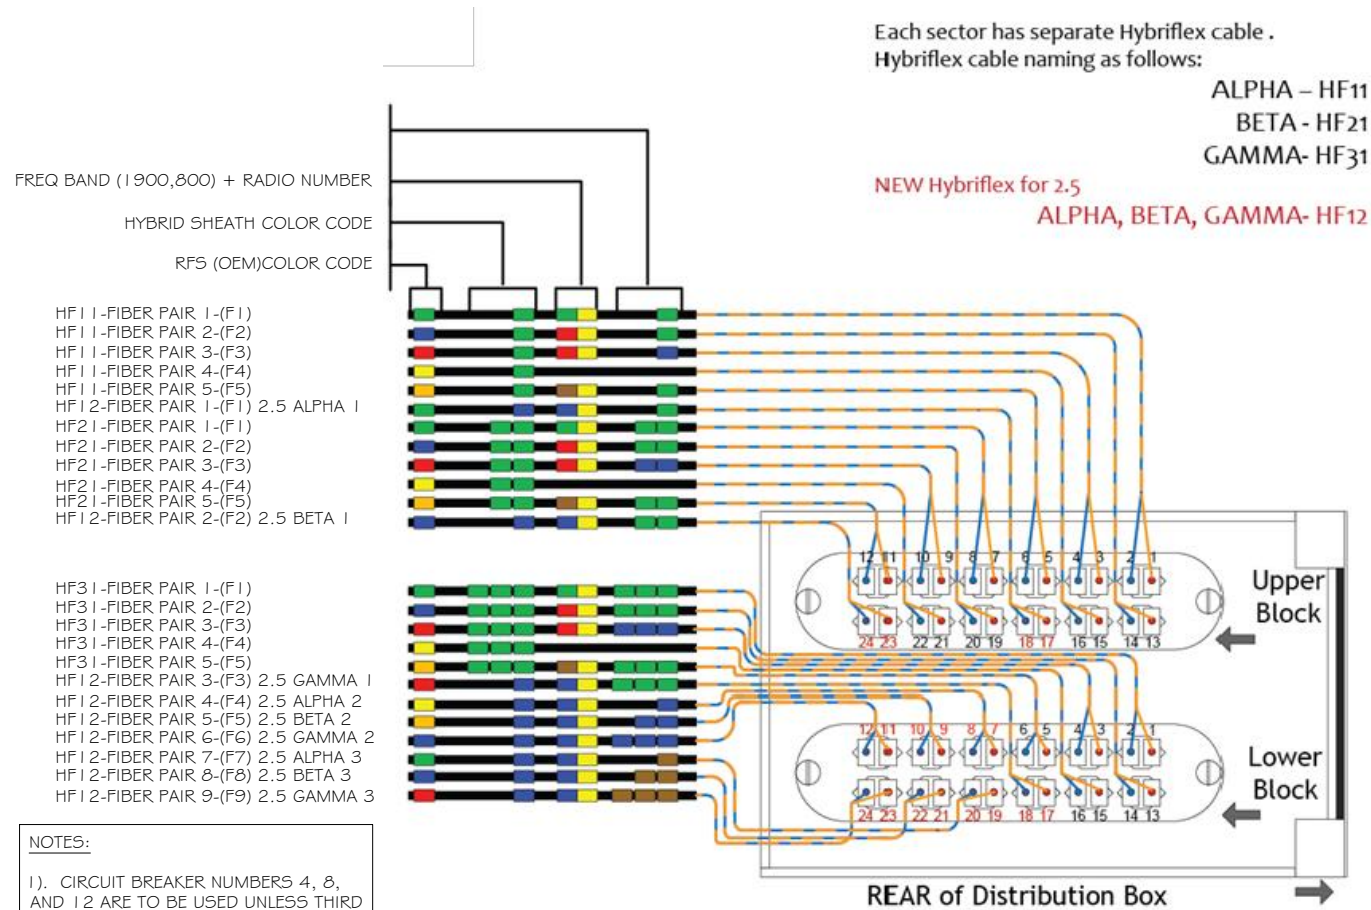 Each sector has separate Hybriflex cable .
Hybriflex cable naming as follows:
ALPHA – HF11
BETA - HF21
GAMMA- HF31
NEW Hybriflex for 2.5
ALPHA, BETA, GAMMA- HF12
FREQ BAND (1900,800) + RADIO NUMBER
HYBRID SHEATH COLOR CODE
RFS (OEM)COLOR CODE
HF11-FIBER PAIR 1-(F1)
HF11-FIBER PAIR 2-(F2)
HF11-FIBER PAIR 3-(F3)
HF11-FIBER PAIR 4-(F4)
HF11-FIBER PAIR 5-(F5)
HF12-FIBER PAIR 1-(F1) 2.5 ALPHA 1
HF21-FIBER PAIR 1-(F1)
HF21-FIBER PAIR 2-(F2)
HF21-FIBER PAIR 3-(F3)
HF21-FIBER PAIR 4-(F4)
HF21-FIBER PAIR 5-(F5)
HF12-FIBER PAIR 2-(F2) 2.5 BETA 1
12 11 10 9 8 7 6 5 4 3 2 1
Upper
Block
24 23 22 21 20 19 18 17 16 15 14 13
HF31-FIBER PAIR 1-(F1)
HF31-FIBER PAIR 2-(F2)
HF31-FIBER PAIR 3-(F3)
HF31-FIBER PAIR 4-(F4)
HF31-FIBER PAIR 5-(F5)
HF12-FIBER PAIR 3-(F3) 2.5 GAMMA 1
HF12-FIBER PAIR 4-(F4) 2.5 ALPHA 2
HF12-FIBER PAIR 5-(F5) 2.5 BETA 2
HF12-FIBER PAIR 6-(F6) 2.5 GAMMA 2
HF12-FIBER PAIR 7-(F7) 2.5 ALPHA 3
HF12-FIBER PAIR 8-(F8) 2.5 BETA 3
HF12-FIBER PAIR 9-(F9) 2.5 GAMMA 3
12 11 10 9 8 7 6 5 4 3 2 1
Lower
Block
24 23 22 21 20 19 18 17 16 15 14 13
REAR of Distribution Box
NOTES:
1). CIRCUIT BREAKER NUMBERS 4, 8,
AND 12 ARE TO BE USED UNLESS THIRD